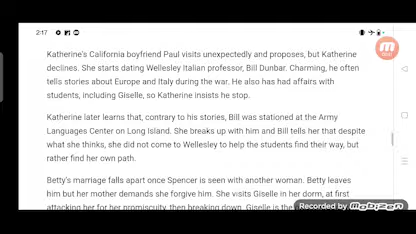 2:17
Katherine's California boyfriend Paul visits unexpectedly and proposes, but Katherine
declines. She starts dating Wellesley Italian professor, Bill Dunbar. Charming, he often
tells stories about Europe and Italy during the war. He also has had affairs with
students, including Giselle, so Katherine insists he stop.
Katherine later learns that, contrary to his stories, Bill was stationed at the Army
Languages Center on Long Island. She breaks up with him and Bill tells her that despite
what she thinks, she did not come to Wellesley to help the students find their way, but
rather find her own path.
Betty's marriage falls apart once Spencer is seen with another woman. Betty leaves
him but her mother demands she forgive him. She visits Giselle in her dorm, at first
attacking her for her promiscuity, then breaking down. Giselle is the
Recorded by Mobizen